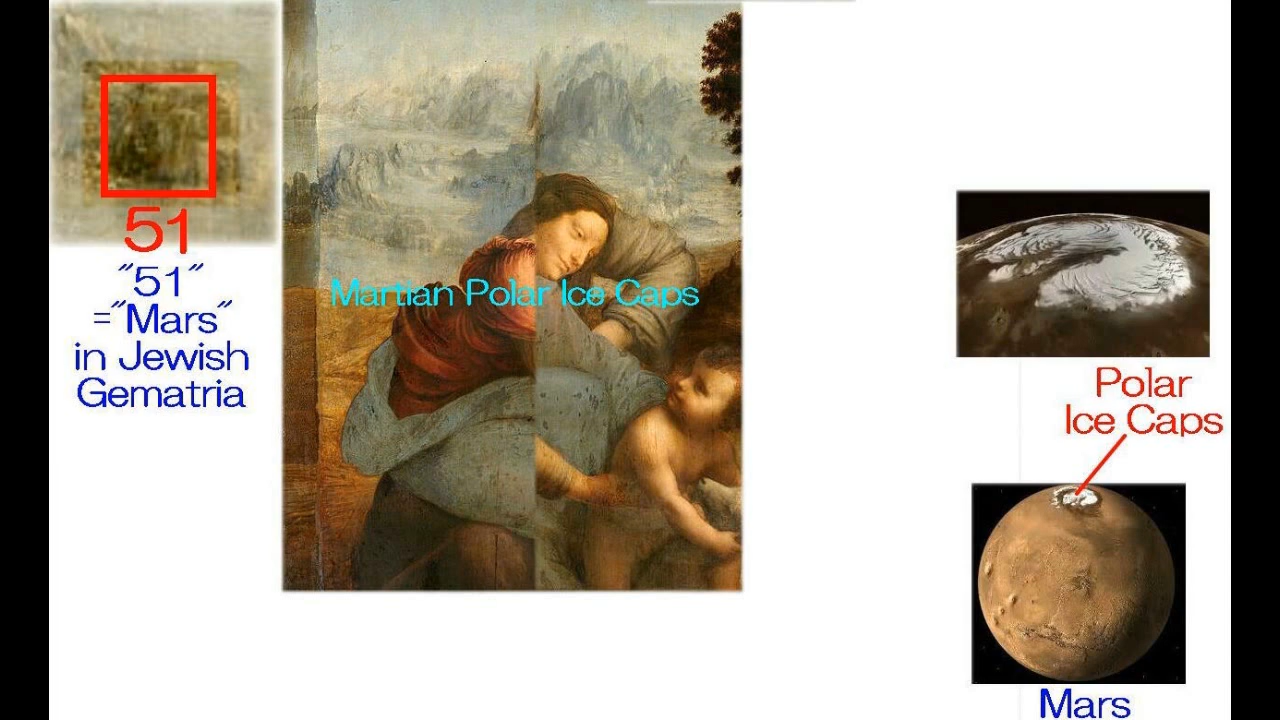 51
"51"
="Mars"
in Jewish
Gematria
Martian Polar Ice Caps
Polar
Ice Caps
Mars